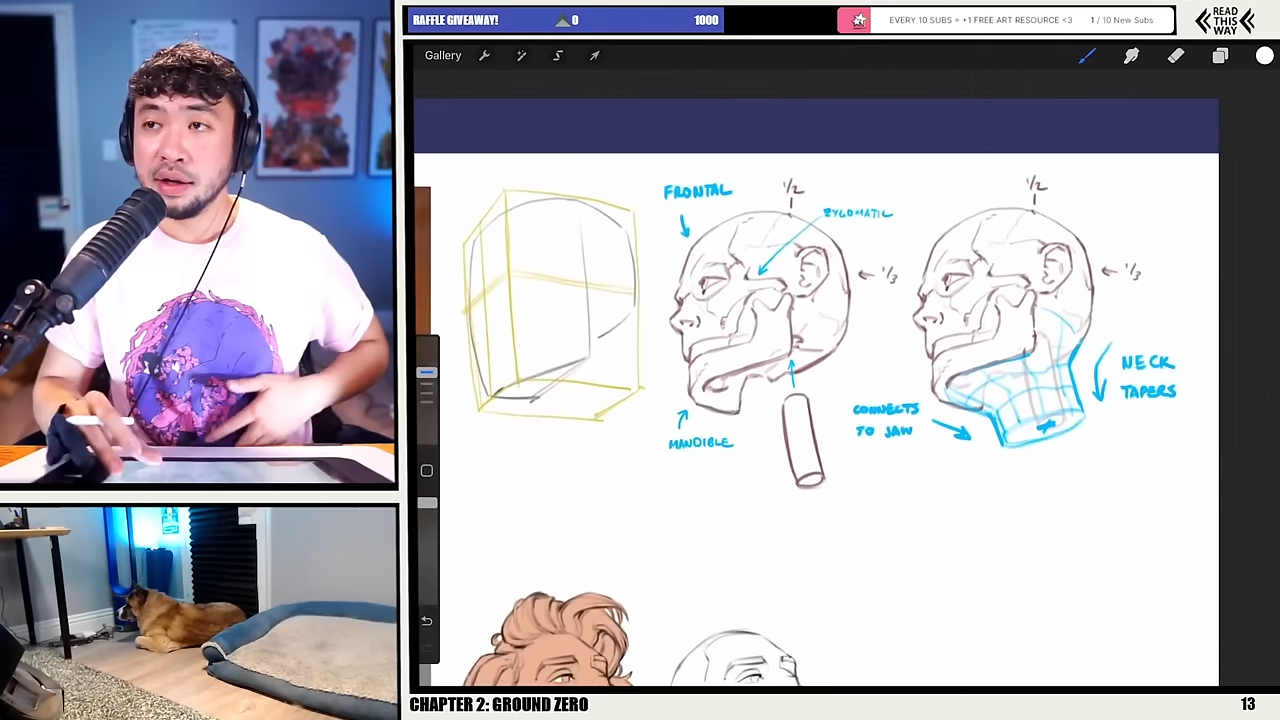 RAFFLE GIVEAWAY!
0
1000
EVERY 10 SUBS = +1 FREE ART RESOURCE <3
1 / 10 New Subs
READ
THIS
WAY
Gallery
FRONTAL
1/2
ZYGOMATIC
← 1/3
MANDIBLE
1/2
← 1/3
CONNECTS
TO JAW
NECK
TAPERS
CHAPTER 2: GROUND ZERO
13